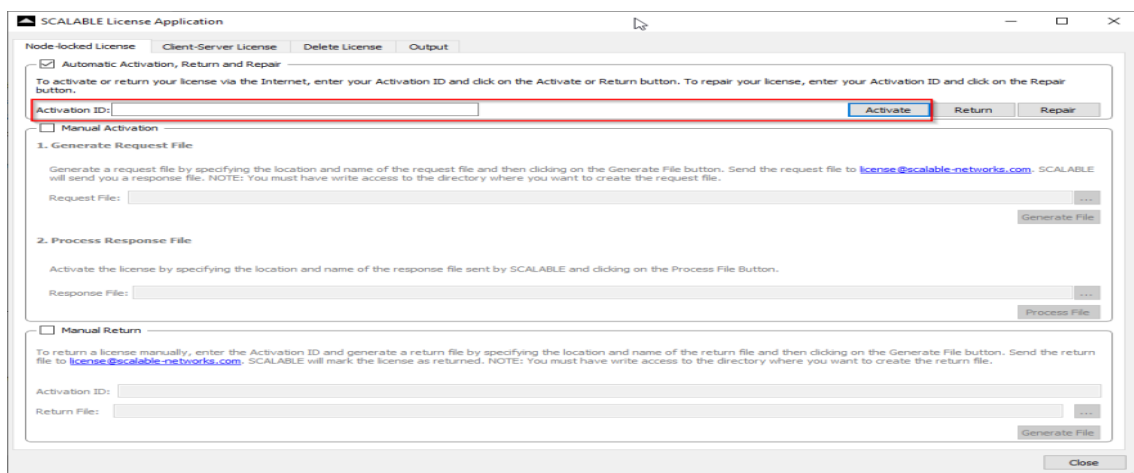 SCALABLE License Application
Node-locked License Client-Server License Delete License Output
Automatic Activation, Return and Repair
To activate or return your license via the Internet, enter your Activation ID and click on the Activate or Return button. To repair your license, enter your Activation ID and click on the Repair
button.
Activation ID: Activate Return Repair
Manual Activation
1. Generate Request File
Generate a request file by specifying the location and name of the request file and then clicking on the Generate File button. Send the request file to license@scalable-networks.com. SCALABLE
will send you a response file. NOTE: You must have write access to the directory where you want to create the request file.
Request File: ...
Generate File
2. Process Response File
Activate the license by specifying the location and name of the response file sent by SCALABLE and clicking on the Process File Button.
Response File: ...
Process File
Manual Return
To return a license manually, enter the Activation ID and generate a return file by specifying the location and name of the return file and then clicking on the Generate File button. Send the return
file to license@scalable-networks.com. SCALABLE will mark the license as returned. NOTE: You must have write access to the directory where you want to create the return file.
Activation ID:
Return File: ...
Generate File
Close